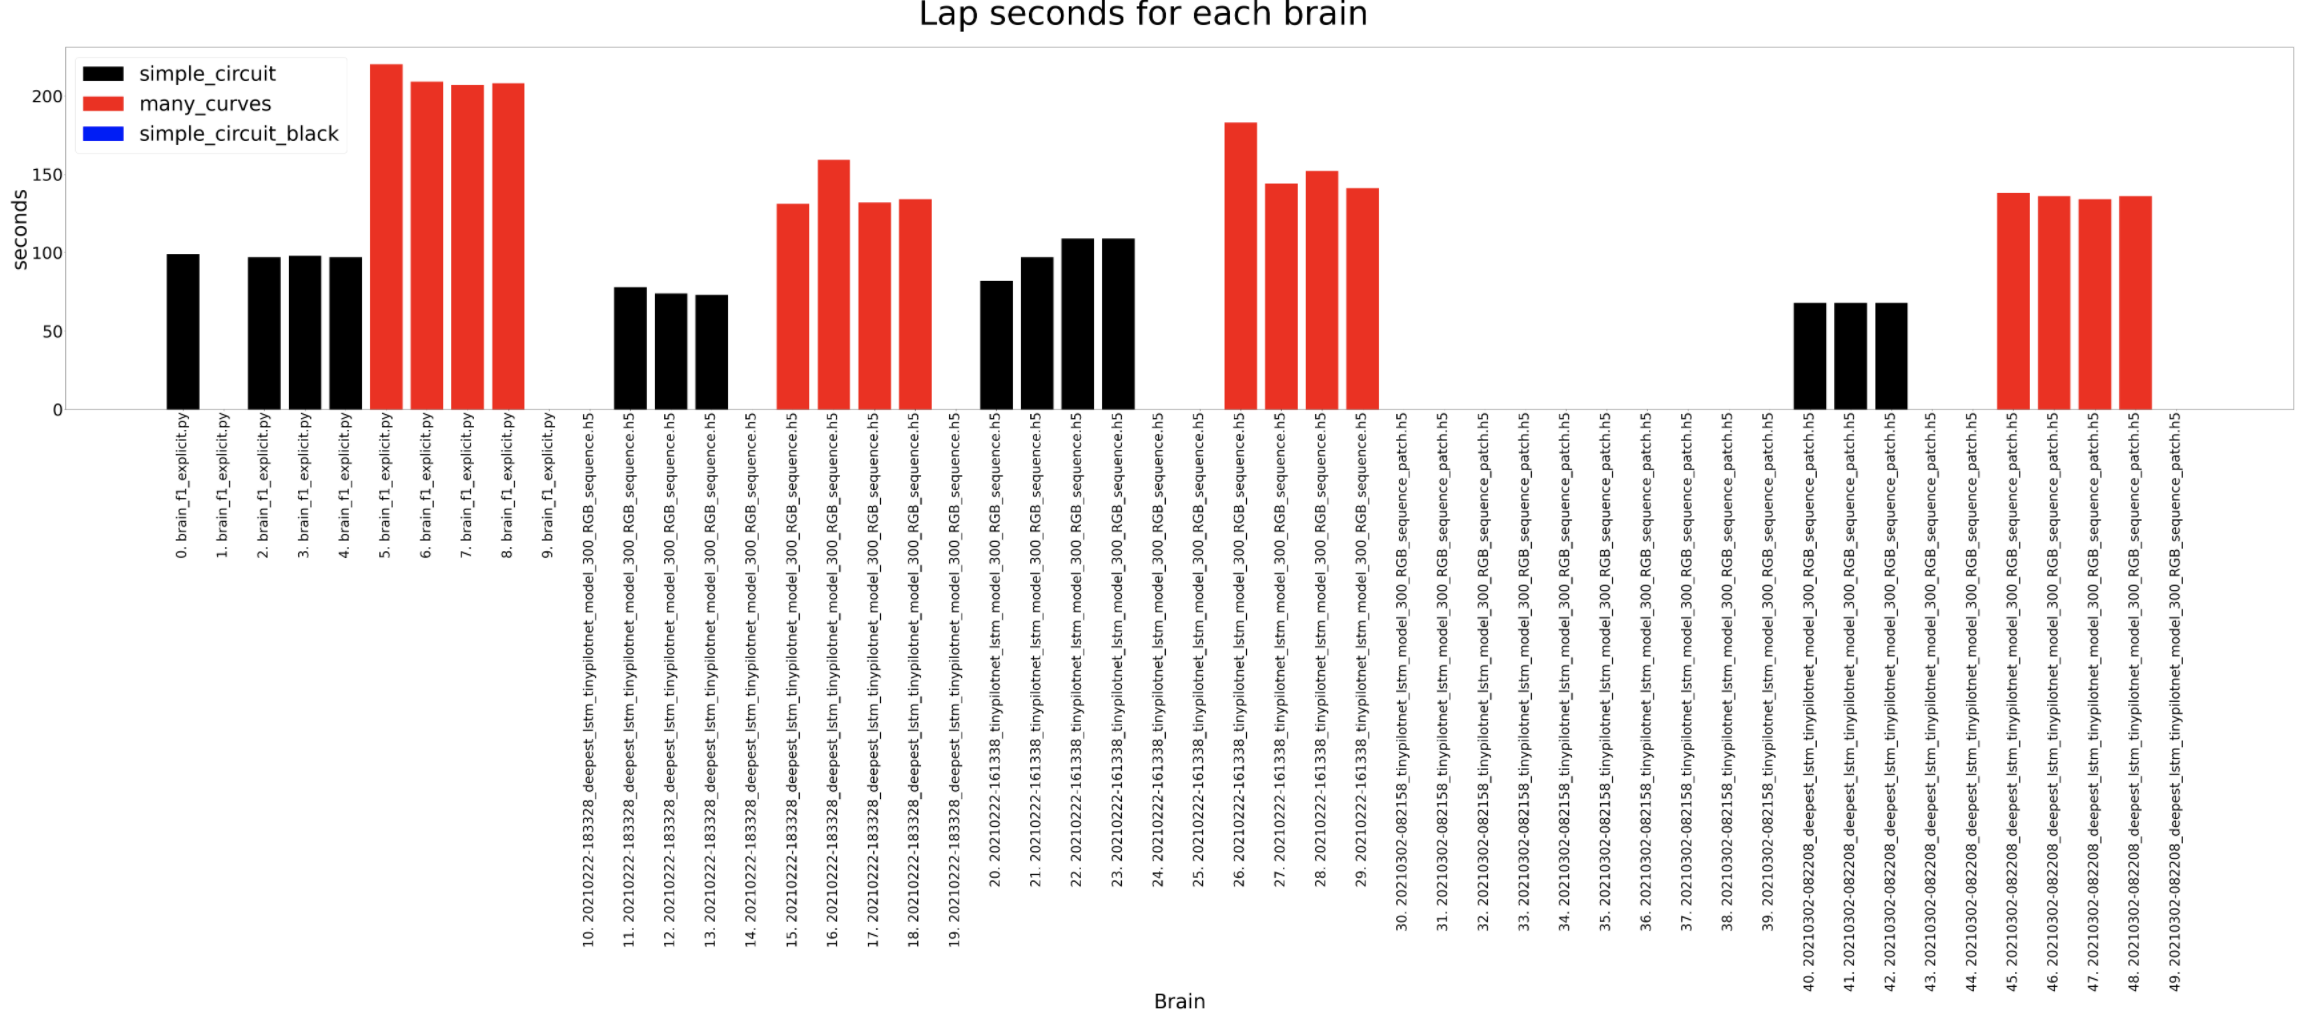 Lap seconds for each brain
simple_circuit
many_curves
simple_circuit_black
seconds
200
150
100
50
0
0. brain_f1_explicit.py
1. brain_f1_explicit.py
2. brain_f1_explicit.py
3. brain_f1_explicit.py
4. brain_f1_explicit.py
5. brain_f1_explicit.py
6. brain_f1_explicit.py
7. brain_f1_explicit.py
8. brain_f1_explicit.py
9. brain_f1_explicit.py
10. 20210222-183328_deepest_lstm_tinypilotnet_model_300_RGB_sequence.h5
11. 20210222-183328_deepest_lstm_tinypilotnet_model_300_RGB_sequence.h5
12. 20210222-183328_deepest_lstm_tinypilotnet_model_300_RGB_sequence.h5
13. 20210222-183328_deepest_lstm_tinypilotnet_model_300_RGB_sequence.h5
14. 20210222-183328_deepest_lstm_tinypilotnet_model_300_RGB_sequence.h5
15. 20210222-183328_deepest_lstm_tinypilotnet_model_300_RGB_sequence.h5
16. 20210222-183328_deepest_lstm_tinypilotnet_model_300_RGB_sequence.h5
17. 20210222-183328_deepest_lstm_tinypilotnet_model_300_RGB_sequence.h5
18. 20210222-183328_deepest_lstm_tinypilotnet_model_300_RGB_sequence.h5
19. 20210222-183328_deepest_lstm_tinypilotnet_model_300_RGB_sequence.h5
20. 20210222-161338_tinypilotnet_lstm_model_300_RGB_sequence.h5
21. 20210222-161338_tinypilotnet_lstm_model_300_RGB_sequence.h5
22. 20210222-161338_tinypilotnet_lstm_model_300_RGB_sequence.h5
23. 20210222-161338_tinypilotnet_lstm_model_300_RGB_sequence.h5
24. 20210222-161338_tinypilotnet_lstm_model_300_RGB_sequence.h5
25. 20210222-161338_tinypilotnet_lstm_model_300_RGB_sequence.h5
26. 20210222-161338_tinypilotnet_lstm_model_300_RGB_sequence.h5
27. 20210222-161338_tinypilotnet_lstm_model_300_RGB_sequence.h5
28. 20210222-161338_tinypilotnet_lstm_model_300_RGB_sequence.h5
29. 20210222-161338_tinypilotnet_lstm_model_300_RGB_sequence.h5
30. 20210302-082158_tinypilotnet_lstm_model_300_RGB_sequence_patch.h5
31. 20210302-082158_tinypilotnet_lstm_model_300_RGB_sequence_patch.h5
32. 20210302-082158_tinypilotnet_lstm_model_300_RGB_sequence_patch.h5
33. 20210302-082158_tinypilotnet_lstm_model_300_RGB_sequence_patch.h5
34. 20210302-082158_tinypilotnet_lstm_model_300_RGB_sequence_patch.h5
35. 20210302-082158_tinypilotnet_lstm_model_300_RGB_sequence_patch.h5
36. 20210302-082158_tinypilotnet_lstm_model_300_RGB_sequence_patch.h5
37. 20210302-082158_tinypilotnet_lstm_model_300_RGB_sequence_patch.h5
38. 20210302-082158_tinypilotnet_lstm_model_300_RGB_sequence_patch.h5
39. 20210302-082158_tinypilotnet_lstm_model_300_RGB_sequence_patch.h5
40. 20210302-082208_deepest_lstm_tinypilotnet_model_300_RGB_sequence_patch.h5
41. 20210302-082208_deepest_lstm_tinypilotnet_model_300_RGB_sequence_patch.h5
42. 20210302-082208_deepest_lstm_tinypilotnet_model_300_RGB_sequence_patch.h5
43. 20210302-082208_deepest_lstm_tinypilotnet_model_300_RGB_sequence_patch.h5
44. 20210302-082208_deepest_lstm_tinypilotnet_model_300_RGB_sequence_patch.h5
45. 20210302-082208_deepest_lstm_tinypilotnet_model_300_RGB_sequence_patch.h5
46. 20210302-082208_deepest_lstm_tinypilotnet_model_300_RGB_sequence_patch.h5
47. 20210302-082208_deepest_lstm_tinypilotnet_model_300_RGB_sequence_patch.h5
48. 20210302-082208_deepest_lstm_tinypilotnet_model_300_RGB_sequence_patch.h5
49. 20210302-082208_deepest_lstm_tinypilotnet_model_300_RGB_sequence_patch.h5
Brain